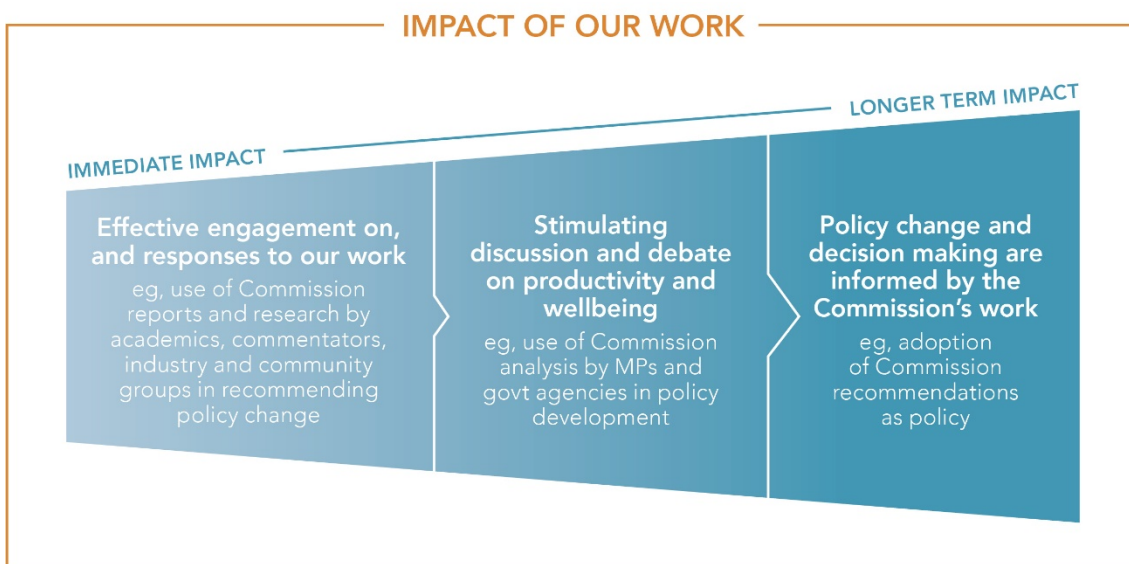 IMPACT OF OUR WORK
LONGER TERM IMPACT
IMMEDIATE IMPACT
Effective engagement on,
and responses to our work
eg, use of Commission
reports and research by
academics, commentators,
industry and community
groups in recommending
policy change
Stimulating
discussion and debate
on productivity and
wellbeing
eg, use of Commission
analysis by MPs and
govt agencies in policy
development
Policy change and
decision making are
informed by the
Commission's work
eg, adoption
of Commission
recommendations
as policy